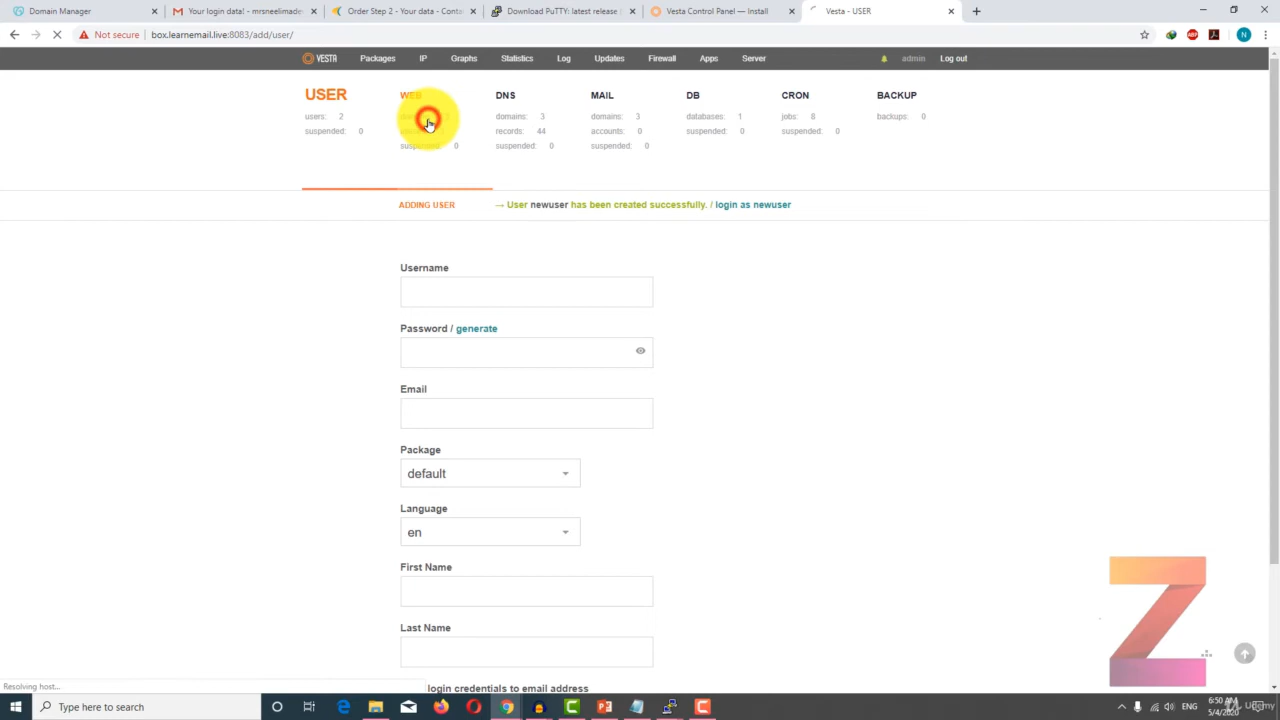 Domain Manager
Your login data! - mrsneelimade
Order Step 2 - Your data - Conta
Download PuTTY: latest release
Vesta Control Panel — Install
Vesta - USER
Not secure
box.learnemail.live:8083/add/user/
ABP
N
VESTA
Packages
IP
Graphs
Statistics
Log
Updates
Firewall
Apps
Server
admin
Log out
USER
WEB
DNS
MAIL
DB
CRON
BACKUP
users: 2
domains: 3
domains: 3
databases: 1
jobs: 8
backups: 0
suspended: 0
records: 44
accounts: 0
suspended: 0
suspended: 0
suspended: 0
suspended: 0
suspended: 0
ADDING USER
→ User newuser has been created successfully. / login as newuser
Username
Password / generate
Email
Package
default
Language
en
First Name
Last Name
login credentials to email address
Resolving host...
Type here to search
ENG
6:50 AM
5/4/2020
Udemy
Z